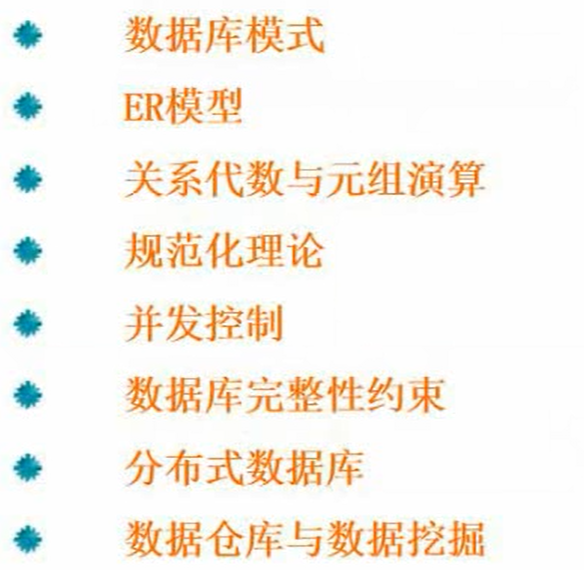 数据库模式
ER模型
关系代数与元组演算
规范化理论
并发控制
数据库完整性约束
分布式数据库
数据仓库与数据挖掘